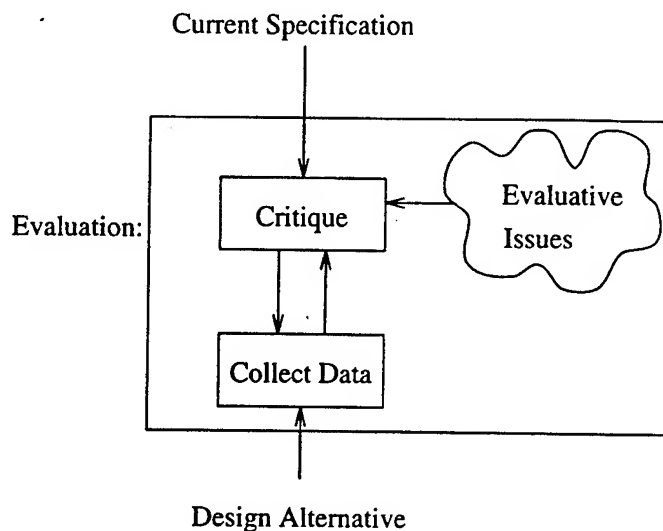 Current Specification
Evaluation:
Critique
Evaluative
Issues
Collect Data
Design Alternative